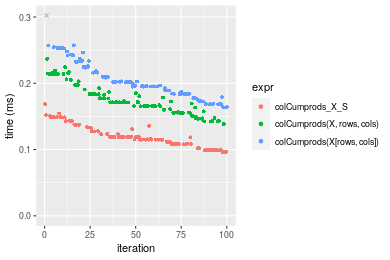 0.3
0.2
0.1
0.0
time (ms)
0
25
50
75
100
iteration
expr
colCumprods_X_S
colCumprods(X, rows, cols)
colCumprods(X[rows, cols])